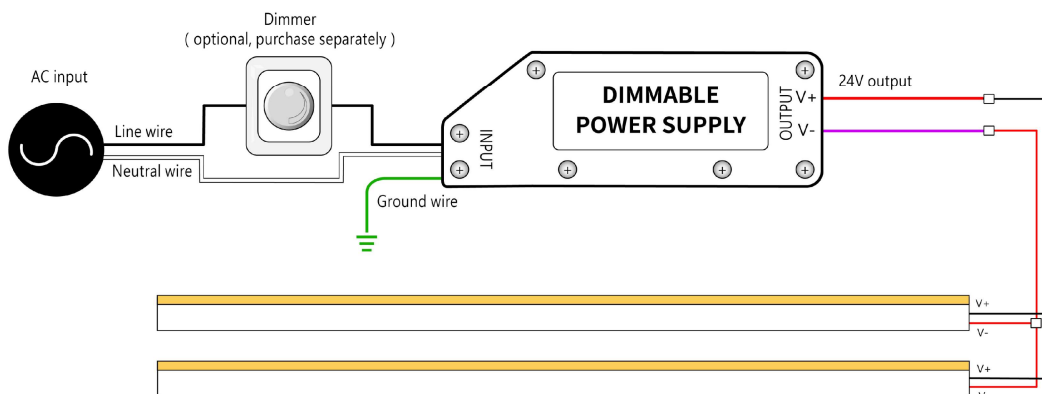 Dimmer
( optional, purchase separately )
AC input
Line wire
Neutral wire
Ground wire
INPUT
DIMMABLE
POWER SUPPLY
OUTPUT
V+
V-
24V output
V+
V-
V+